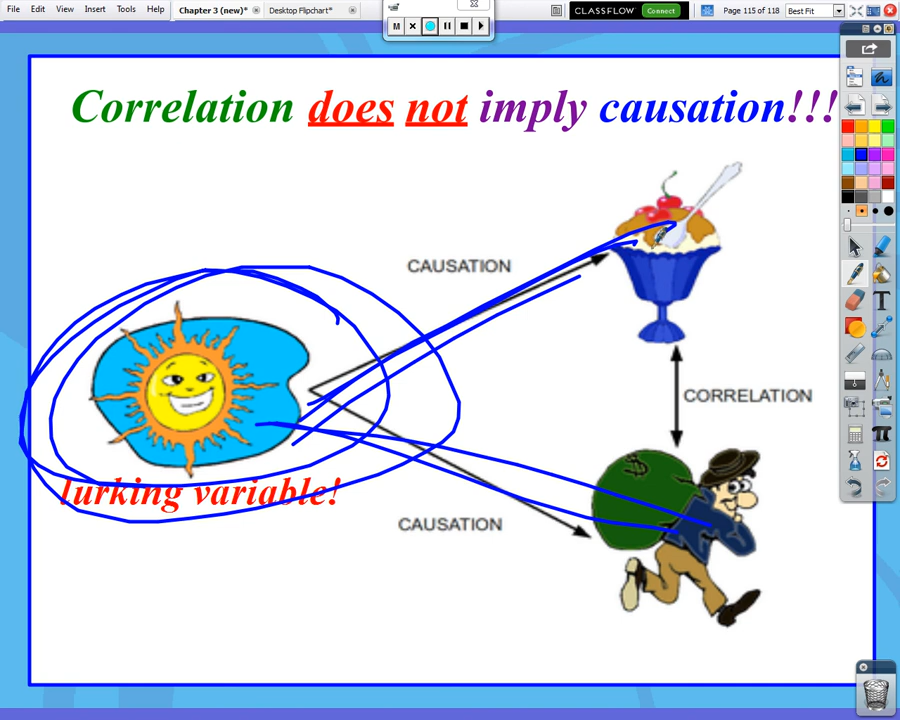 File Edit View Insert Tools Help Chapter 3 (new)* Desktop Flipchart* CLASSFLOW Connect Page 115 of 118 Best Fit
M
Correlation does not imply causation!!!
CAUSATION
CORRELATION
$
lurking variable!
CAUSATION
T